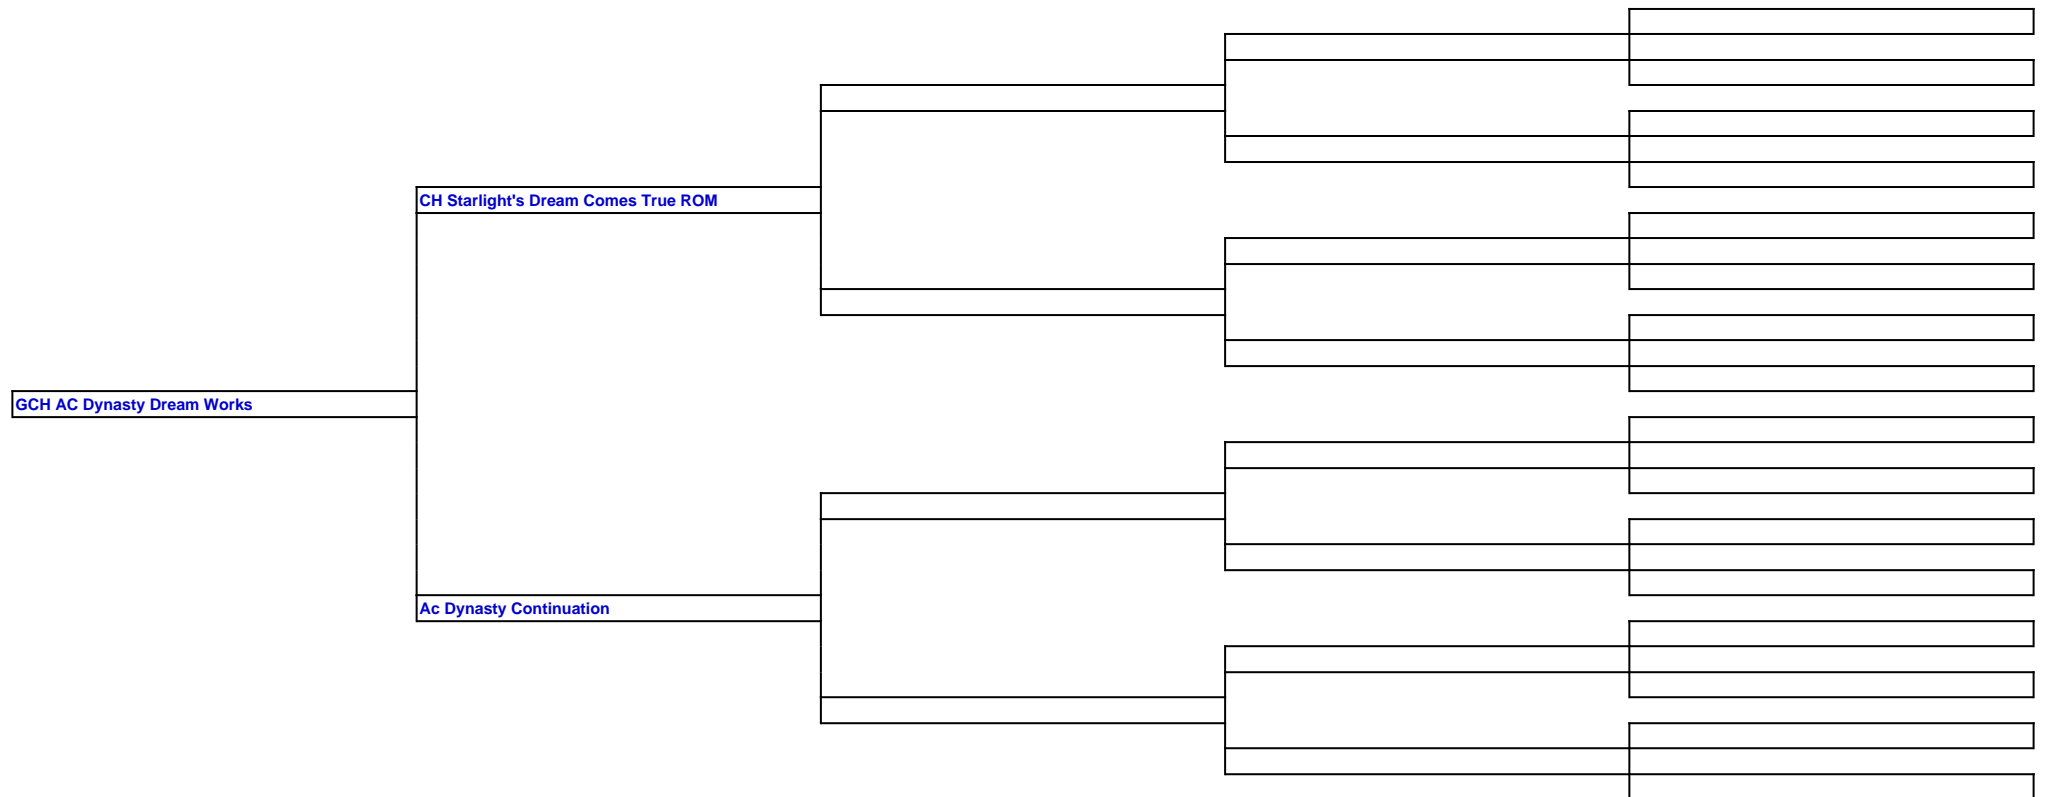 CH Starlight's Dream Comes True ROM
GCH AC Dynasty Dream Works
Ac Dynasty Continuation